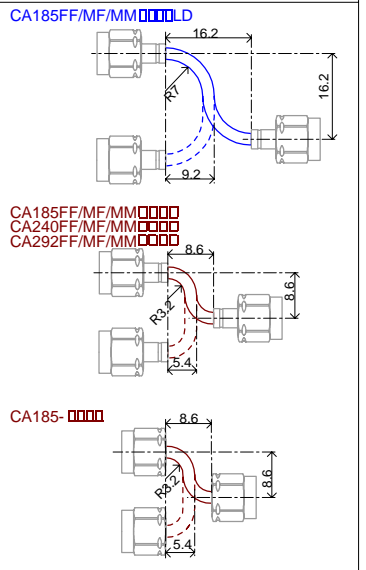 CA185FF/MF/MM□□□□LD
16.2
16.2
R7
9.2
CA185FF/MF/MM□□□□
CA240FF/MF/MM□□□□
CA292FF/MF/MM□□□□
8.6
8.6
R3.2
5.4
CA185-□□□□
8.6
8.6
R3.2
5.4